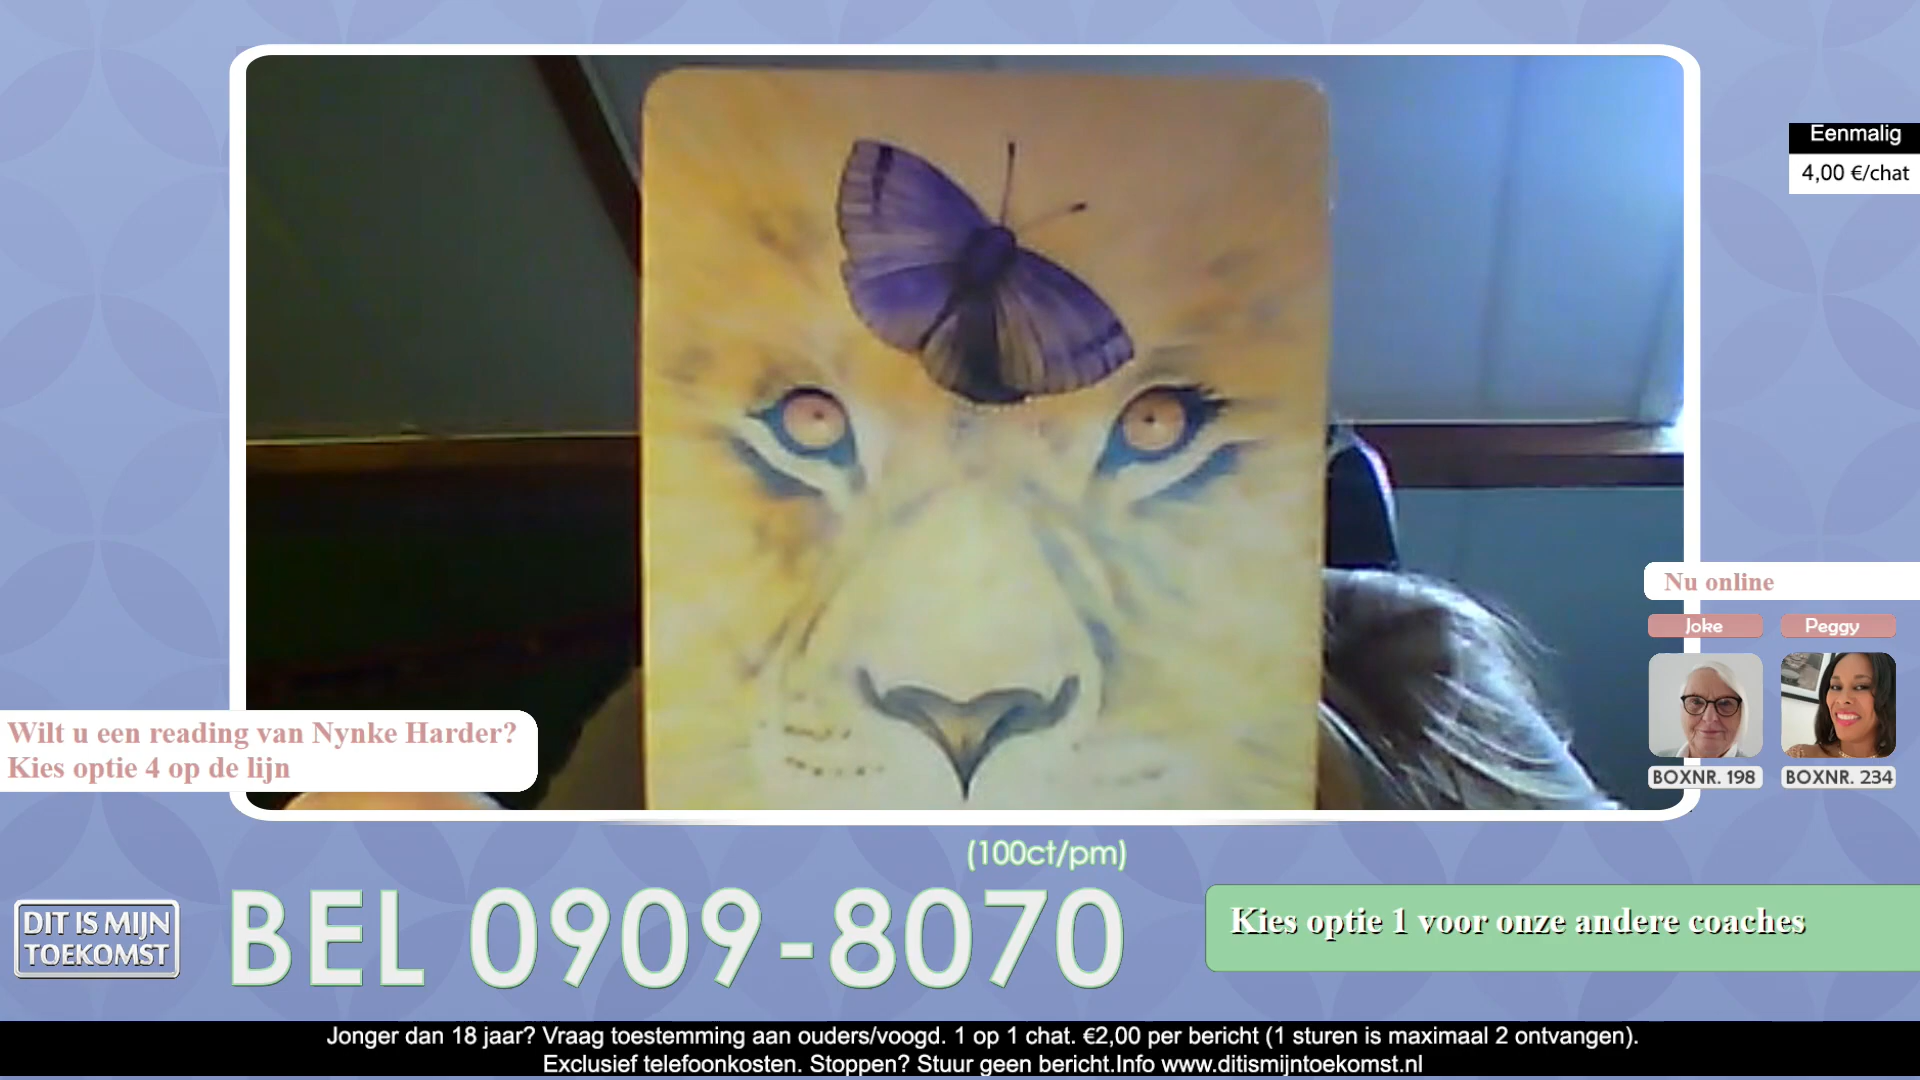 Eenmalig
4,00 €/chat
Nu online
Joke
Peggy
BOXNR. 198
BOXNR. 234
Wilt u een reading van Nynke Harder?
Kies optie 4 op de lijn
(100ct/pm)
DIT IS MIJN
TOEKOMST
BEL 0909-8070
Kies optie 1 voor onze andere coaches
Jonger dan 18 jaar? Vraag toestemming aan ouders/voogd. 1 op 1 chat. €2,00 per bericht (1 sturen is maximaal 2 ontvangen).
Exclusief telefoonkosten. Stoppen? Stuur geen bericht.Info www.ditismijntoekomst.nl